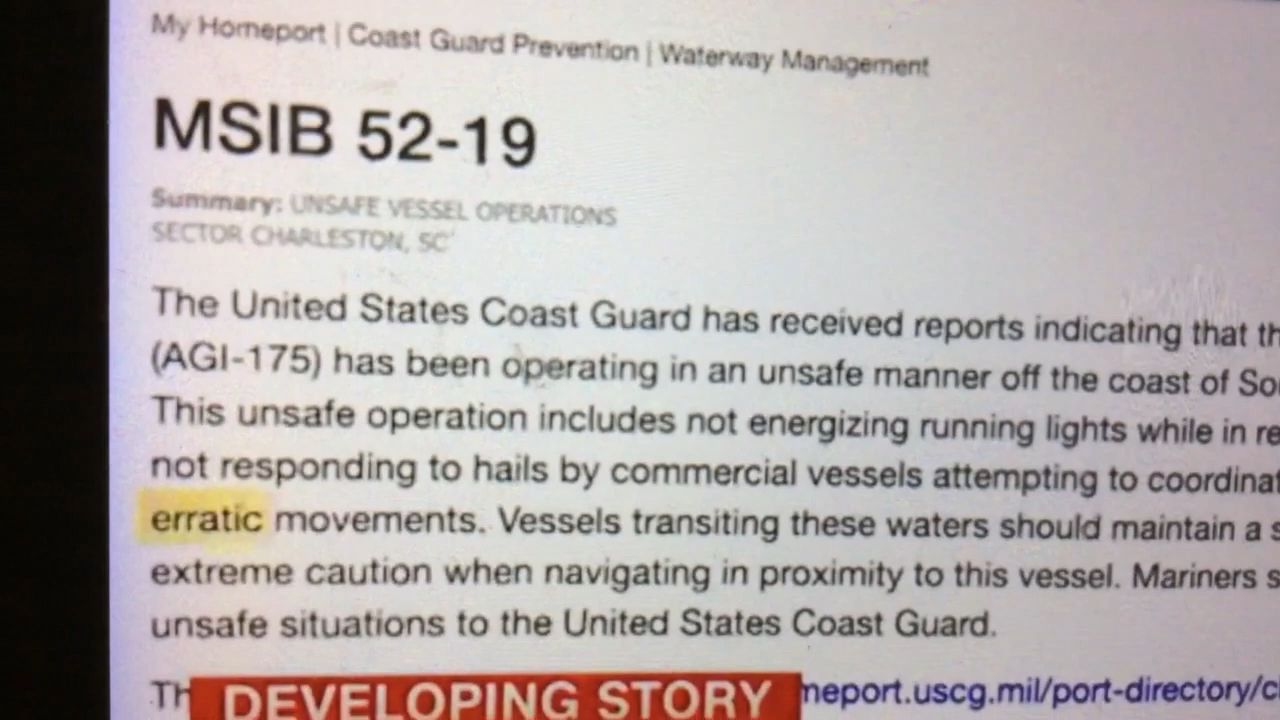 My Homeport | Coast Guard Prevention | Waterway Management
MSIB 52-19
Summary: UNSAFE VESSEL OPERATIONS
SECTOR CHARLESTON, SC
The United States Coast Guard has received reports indicating that th
(AGI-175) has been operating in an unsafe manner off the coast of So
This unsafe operation includes not energizing running lights while in re
not responding to hails by commercial vessels attempting to coordinat
erratic movements. Vessels transiting these waters should maintain a s
extreme caution when navigating in proximity to this vessel. Mariners s
unsafe situations to the United States Coast Guard.
Th
meport.uscg.mil/port-directory/c
DEVELOPING STORY